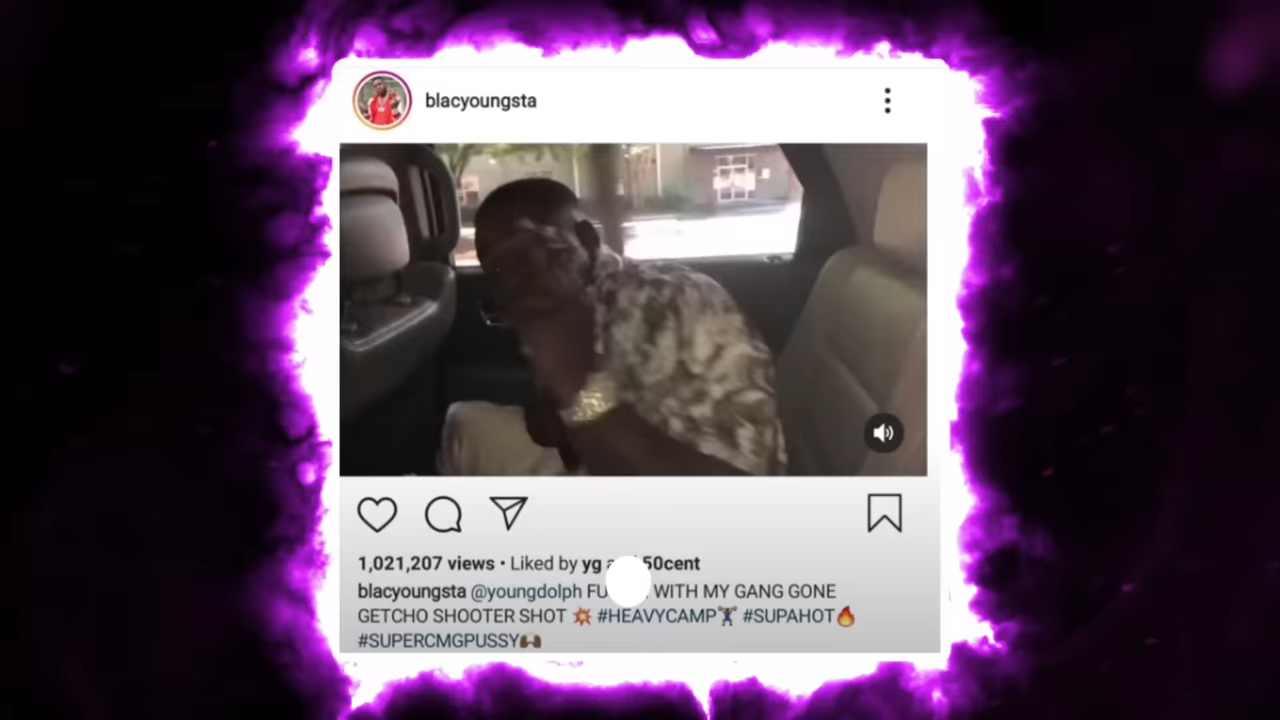 blacyoungsta
1,021,207 views • Liked by yg a 50cent
blacyoungsta @youngdolph FU WITH MY GANG GONE
GETCHO SHOOTER SHOT 💥 #HEAVYCAMP🏋🏿‍♂️ #SUPAHOT🔥
#SUPERCMGPUSSY🙌🏿